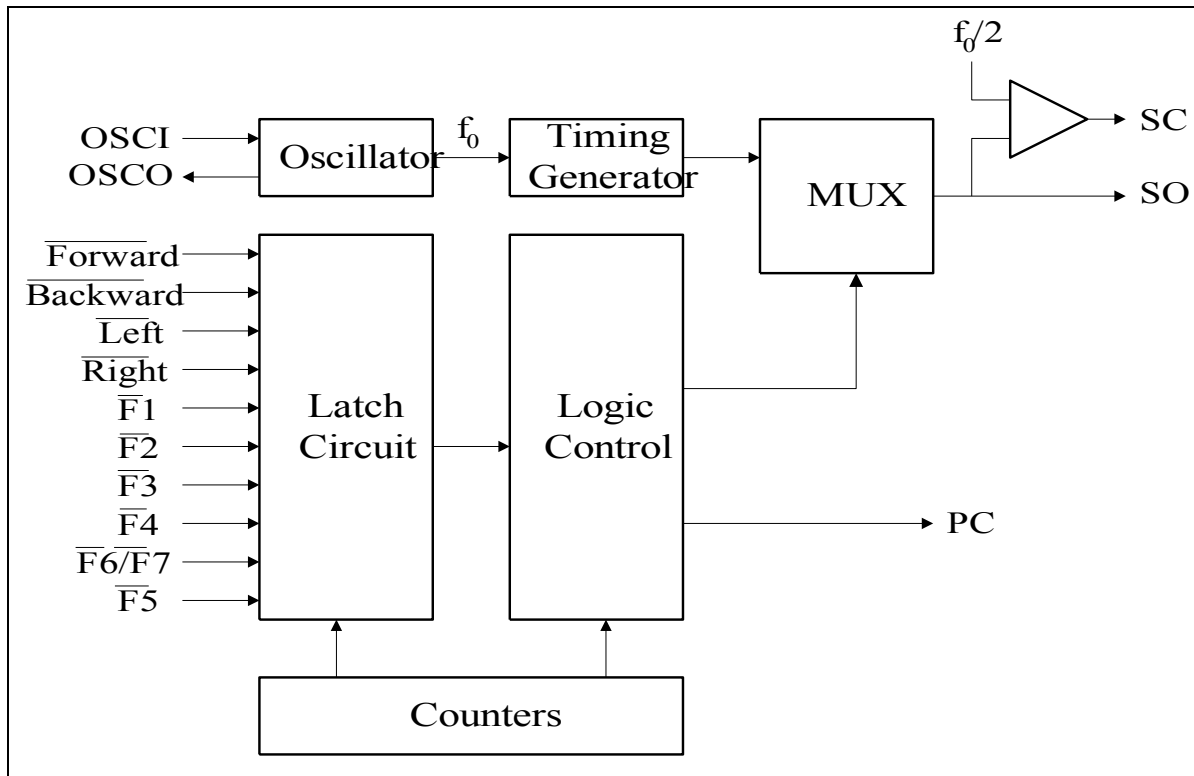 f₀/2
OSCI
OSCO
Oscillator
f₀
Timing
Generator
MUX
SC
SO
Forward
Backward
Left
Right
F1
F2
F3
F4
F6/F7
F5
Latch
Circuit
Logic
Control
PC
Counters